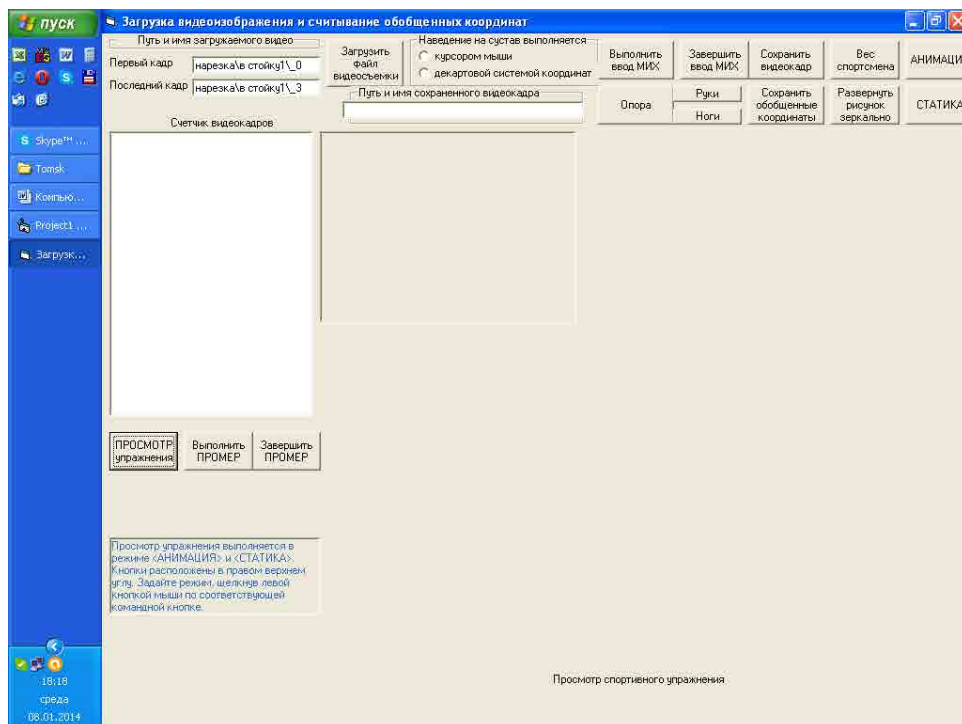 пуск
Загрузка видеоизображения и считывание обобщенных координат
Путь и имя загружаемого видео
Первый кадр
нарезка\в стойку1\_0
Последний кадр
нарезка\в стойку1\_3
Загрузить
файл
видеосъемки
Наведение на сустав выполняется
курсором мыши
декартовой системой координат
Путь и имя сохраненного видеокадра
Выполнить
ввод МИХ
Завершить
ввод МИХ
Сохранить
видеокадр
Вес
спортсмена
АНИМАЦИ
Опора
Руки
Ноги
Сохранить
обобщенные
координаты
Развернуть
рисунок
зеркально
СТАТИКА
Счетчик видеокадров
Skype™ ...
Tomsk
Компью...
Project1 ...
Загрузк...
ПРОСМОТР
упражнения
Выполнить
ПРОМЕР
Завершить
ПРОМЕР
Просмотр упражнения выполняется в
режиме <АНИМАЦИЯ> и <СТАТИКА>.
Кнопки расположены в правом верхнем
углу. Задайте режим, щелкнув левой
кнопкой мыши по соответствующей
командной кнопке.
Просмотр спортивного упражнения
18:18
среда
08.01.2014